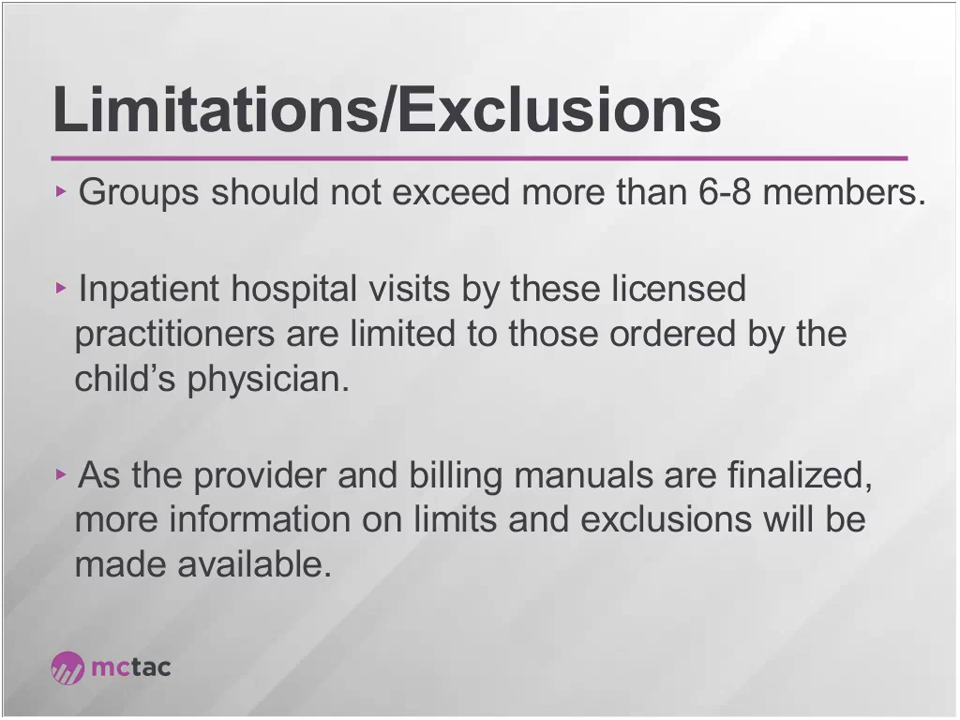 Limitations/Exclusions
‣ Groups should not exceed more than 6-8 members.
‣ Inpatient hospital visits by these licensed
practitioners are limited to those ordered by the
child’s physician.
‣ As the provider and billing manuals are finalized,
more information on limits and exclusions will be
made available.
mctac